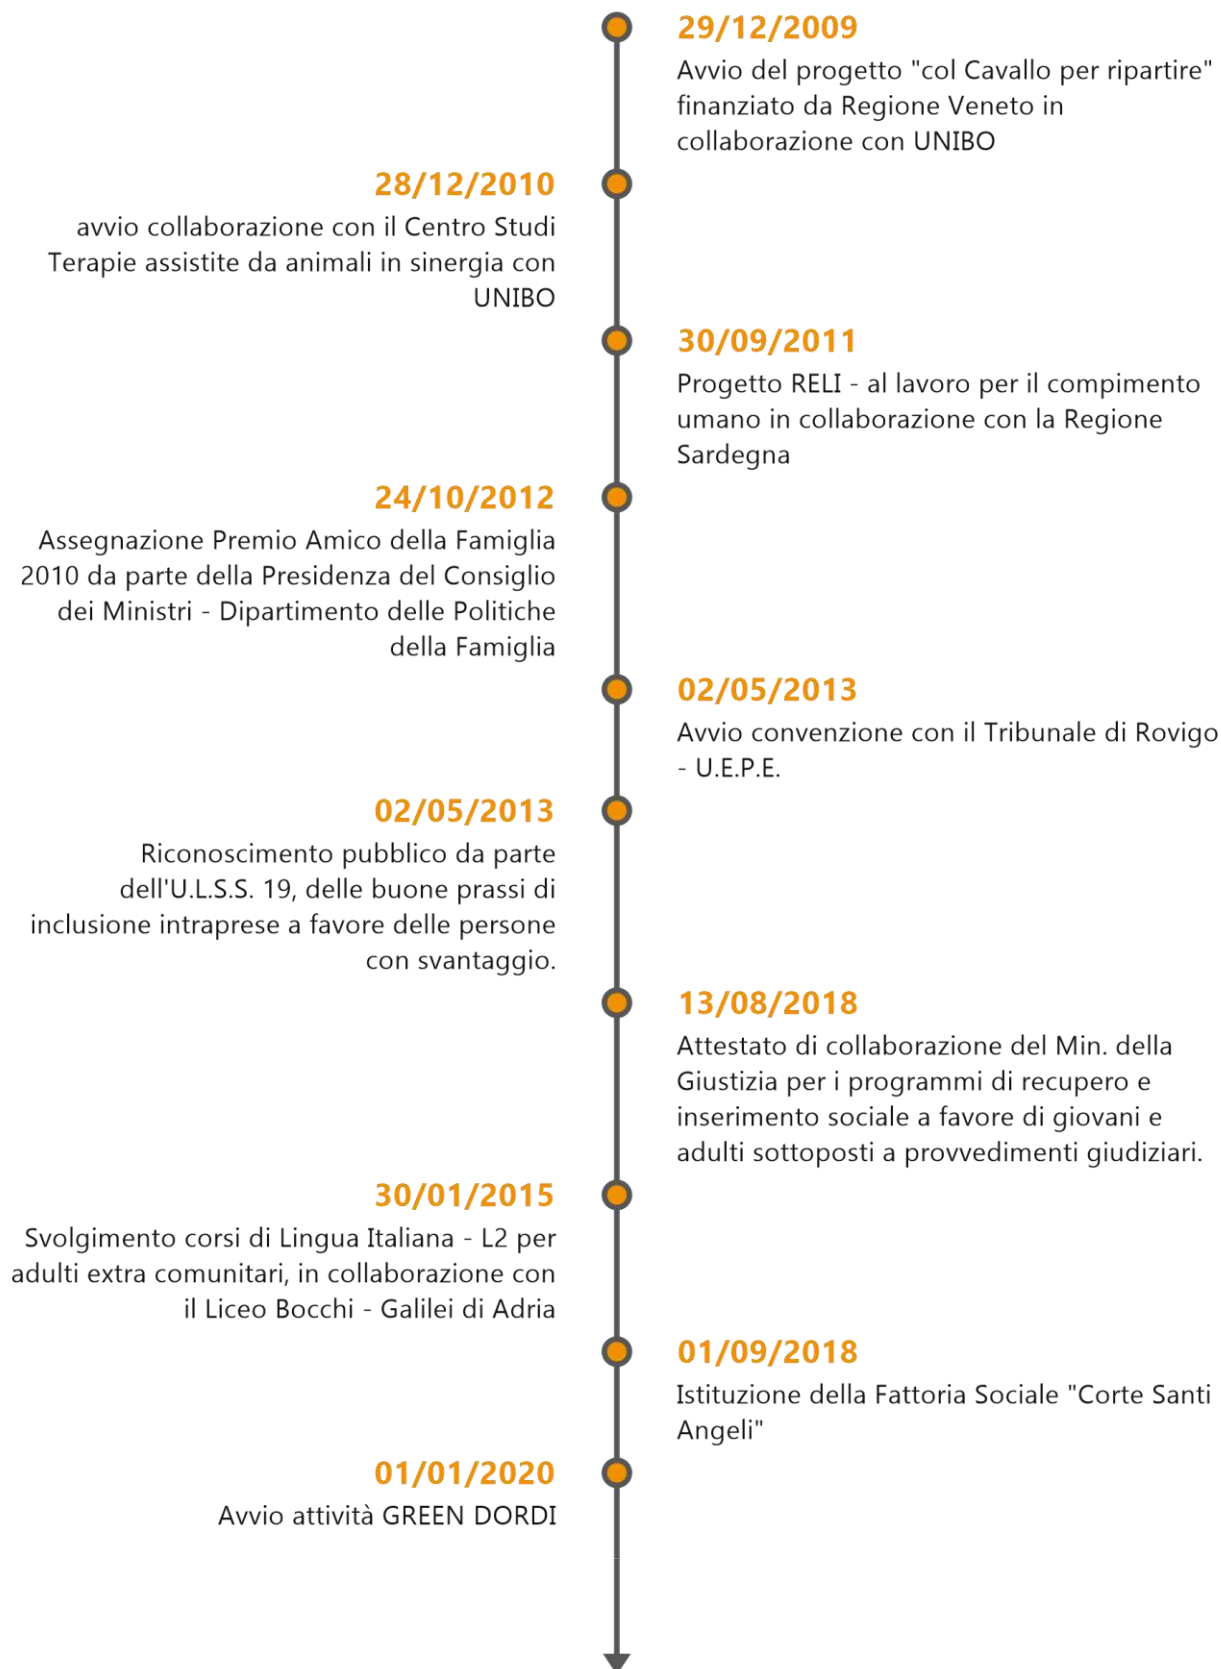 29/12/2009
Avvio del progetto "col Cavallo per ripartire"
finanziato da Regione Veneto in
collaborazione con UNIBO
28/12/2010
avvio collaborazione con il Centro Studi
Terapie assistite da animali in sinergia con
UNIBO
30/09/2011
Progetto RELI - al lavoro per il compimento
umano in collaborazione con la Regione
Sardegna
24/10/2012
Assegnazione Premio Amico della Famiglia
2010 da parte della Presidenza del Consiglio
dei Ministri - Dipartimento delle Politiche
della Famiglia
02/05/2013
Avvio convenzione con il Tribunale di Rovigo
- U.E.P.E.
02/05/2013
Riconoscimento pubblico da parte
dell'U.L.S.S. 19, delle buone prassi di
inclusione intraprese a favore delle persone
con svantaggio.
13/08/2018
Attestato di collaborazione del Min. della
Giustizia per i programmi di recupero e
inserimento sociale a favore di giovani e
adulti sottoposti a provvedimenti giudiziari.
30/01/2015
Svolgimento corsi di Lingua Italiana - L2 per
adulti extra comunitari, in collaborazione con
il Liceo Bocchi - Galilei di Adria
01/09/2018
Istituzione della Fattoria Sociale "Corte Santi
Angeli"
01/01/2020
Avvio attività GREEN DORDI